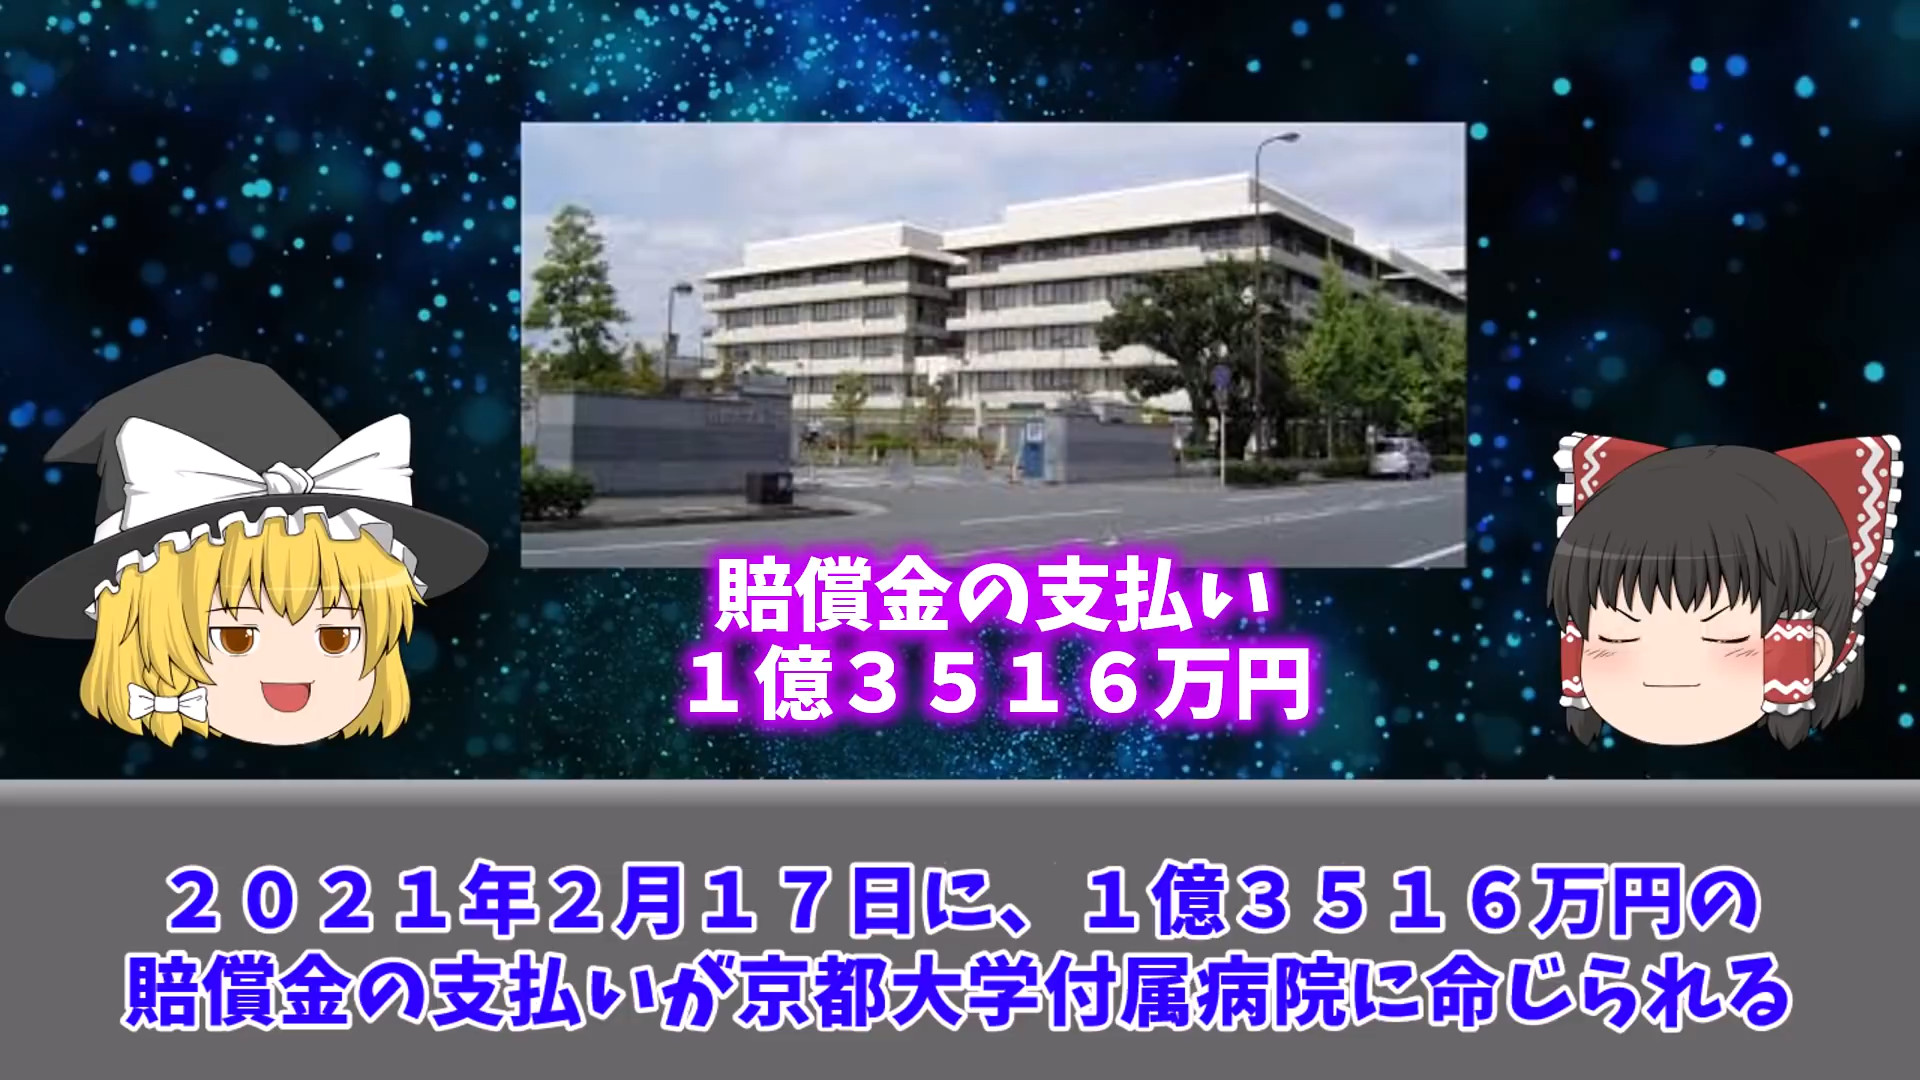 賠償金の支払い
１億３５１６万円
２０２１年２月１７日に、１億３５１６万円の
賠償金の支払いが京都大学付属病院に命じられる